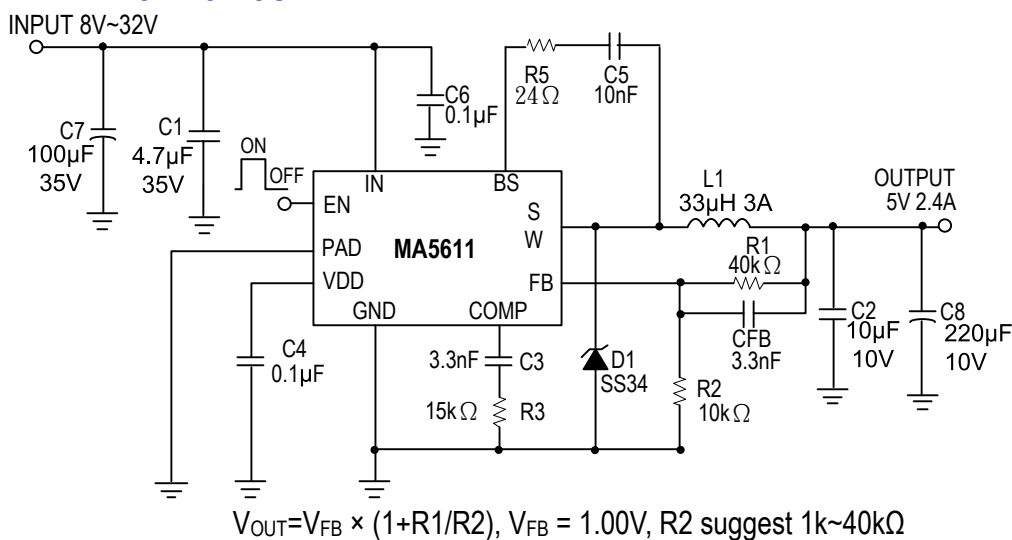 INPUT 8V~32V
C7
100µF
35V
C1
4.7µF
35V
C6
0.1µF
R5
24Ω
C5
10nF
ON
OFF
IN
BS
EN
PAD
VDD
GND
COMP
S
W
FB
MA5611
L1
33µH 3A
OUTPUT
5V 2.4A
R1
40kΩ
CFB
3.3nF
C2
10µF
10V
C8
220µF
10V
C4
0.1µF
3.3nF
C3
15kΩ
R3
D1
SS34
R2
10kΩ
VOUT=VFB × (1+R1/R2), VFB = 1.00V, R2 suggest 1k~40kΩ